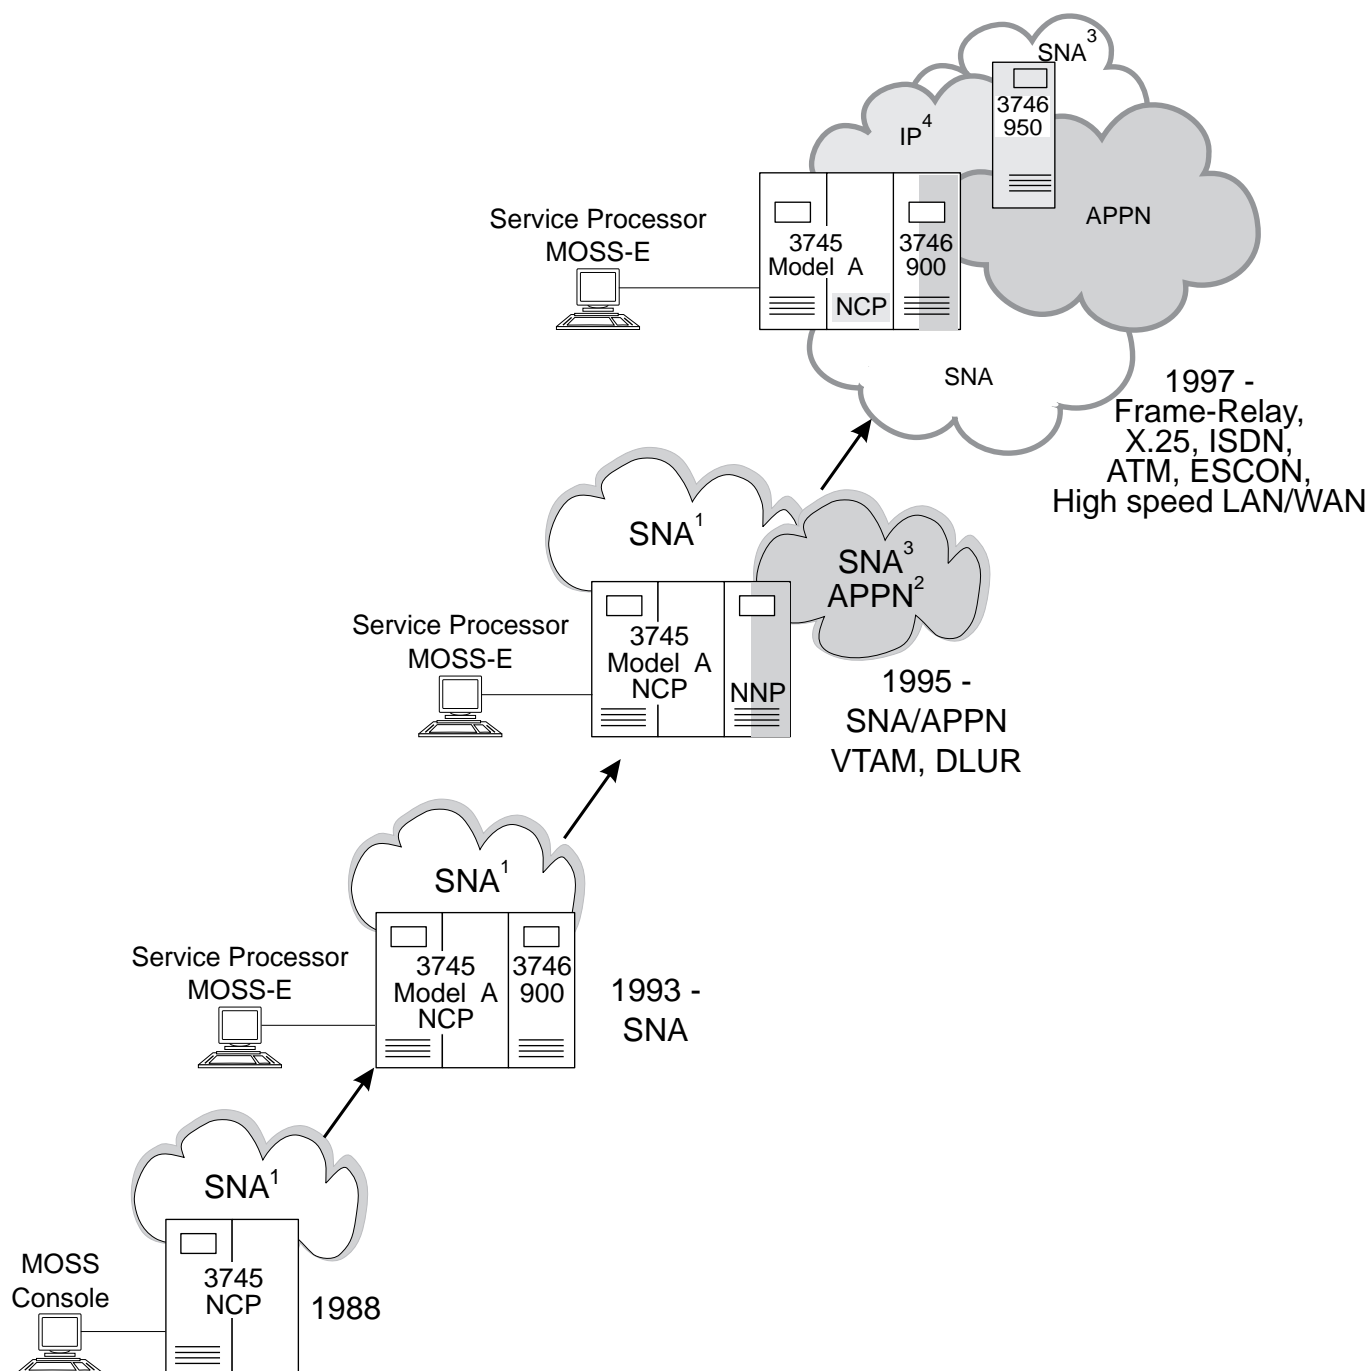 SNA3
3746
950
IP4
APPN
Service Processor
MOSS-E
3745
Model A
3746
900
NCP
SNA
1997 -
Frame-Relay,
X.25, ISDN,
ATM, ESCON,
High speed LAN/WAN
SNA1
SNA3
APPN2
Service Processor
MOSS-E
3745
Model A
NCP
NNP
1995 -
SNA/APPN
VTAM, DLUR
SNA1
Service Processor
MOSS-E
3745
Model A
NCP
3746
900
1993 -
SNA
SNA1
MOSS
Console
3745
NCP
1988